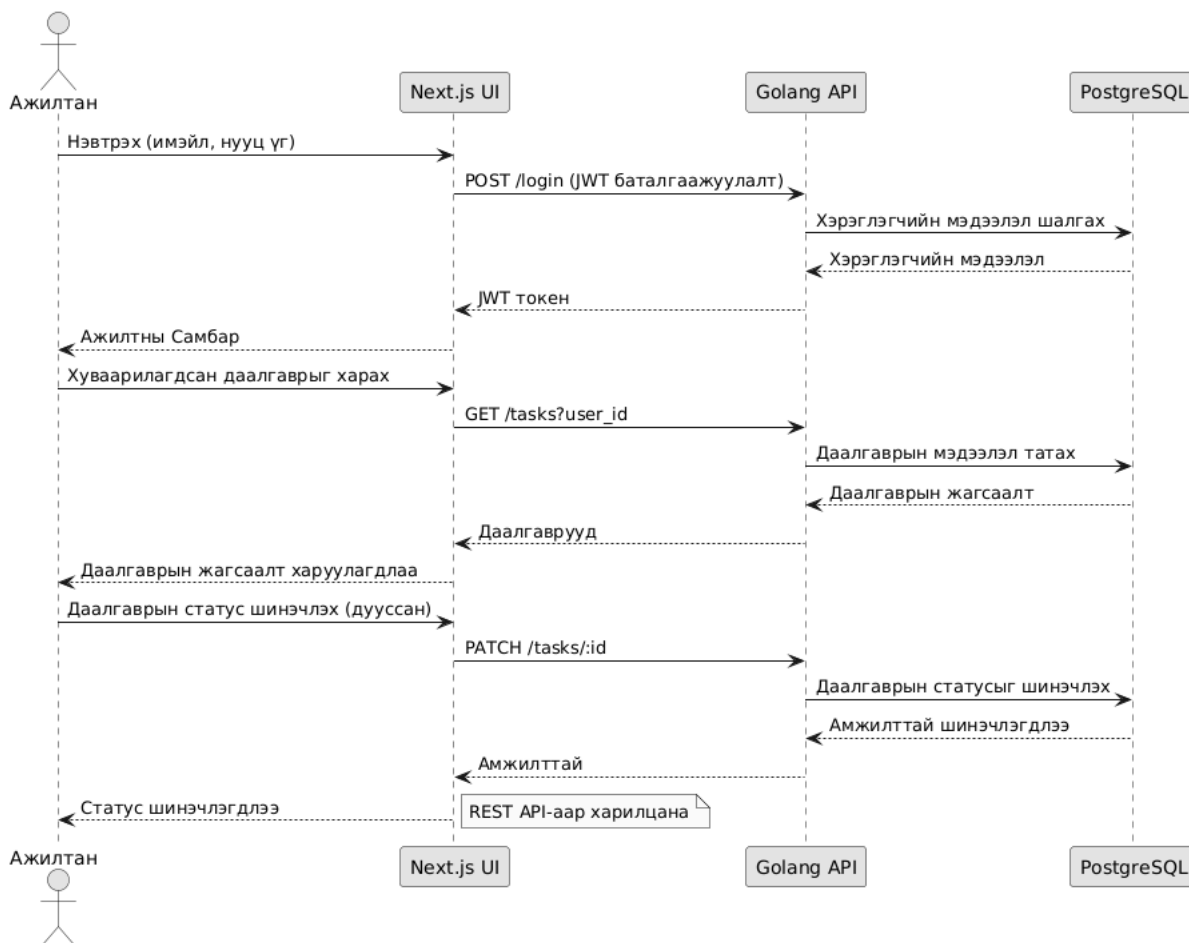 Ажилтан
Next.js UI
Golang API
PostgreSQL
Нэвтрэх (имэйл, нууц үг)
POST /login (JWT баталгаажуулалт)
Хэрэглэгчийн мэдээлэл шалгах
Хэрэглэгчийн мэдээлэл
JWT токен
Ажилтны Самбар
Хуваарилагдсан даалгаврыг харах
GET /tasks?user_id
Даалгаврын мэдээлэл татах
Даалгаврын жагсаалт
Даалгаврууд
Даалгаврын жагсаалт харуулагдлаа
Даалгаврын статус шинэчлэх (дууссан)
PATCH /tasks/:id
Даалгаврын статусыг шинэчлэх
Амжилттай шинэчлэгдлээ
Амжилттай
Статус шинэчлэгдлээ
REST API-аар харилцана
Ажилтан
Next.js UI
Golang API
PostgreSQL